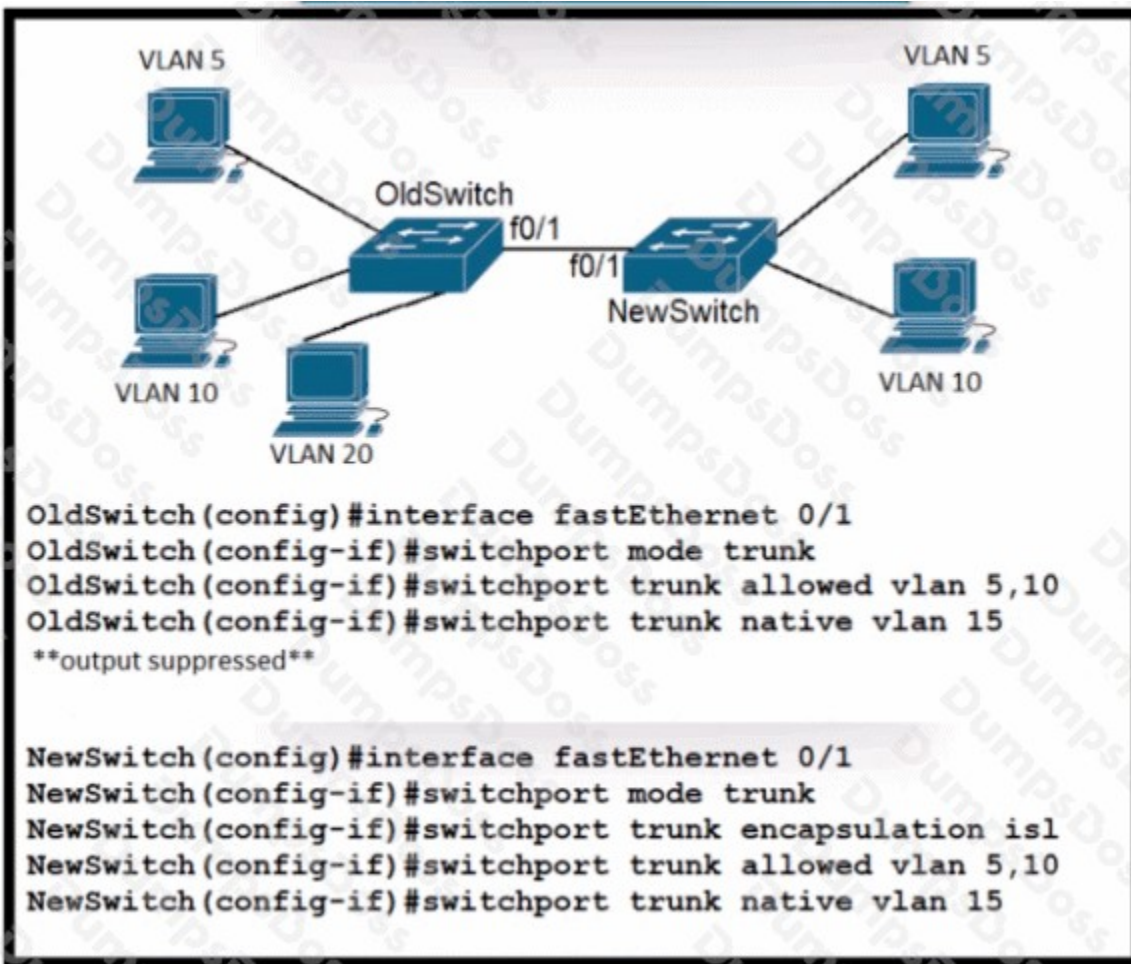 VLAN 5
VLAN 5
OldSwitch
f0/1
f0/1
NewSwitch
VLAN 10
VLAN 10
VLAN 20
OldSwitch(config)#interface fastEthernet 0/1
OldSwitch(config-if)#switchport mode trunk
OldSwitch(config-if)#switchport trunk allowed vlan 5,10
OldSwitch(config-if)#switchport trunk native vlan 15
**output suppressed**
NewSwitch(config)#interface fastEthernet 0/1
NewSwitch(config-if)#switchport mode trunk
NewSwitch(config-if)#switchport trunk encapsulation isl
NewSwitch(config-if)#switchport trunk allowed vlan 5,10
NewSwitch(config-if)#switchport trunk native vlan 15
DumpsDoss